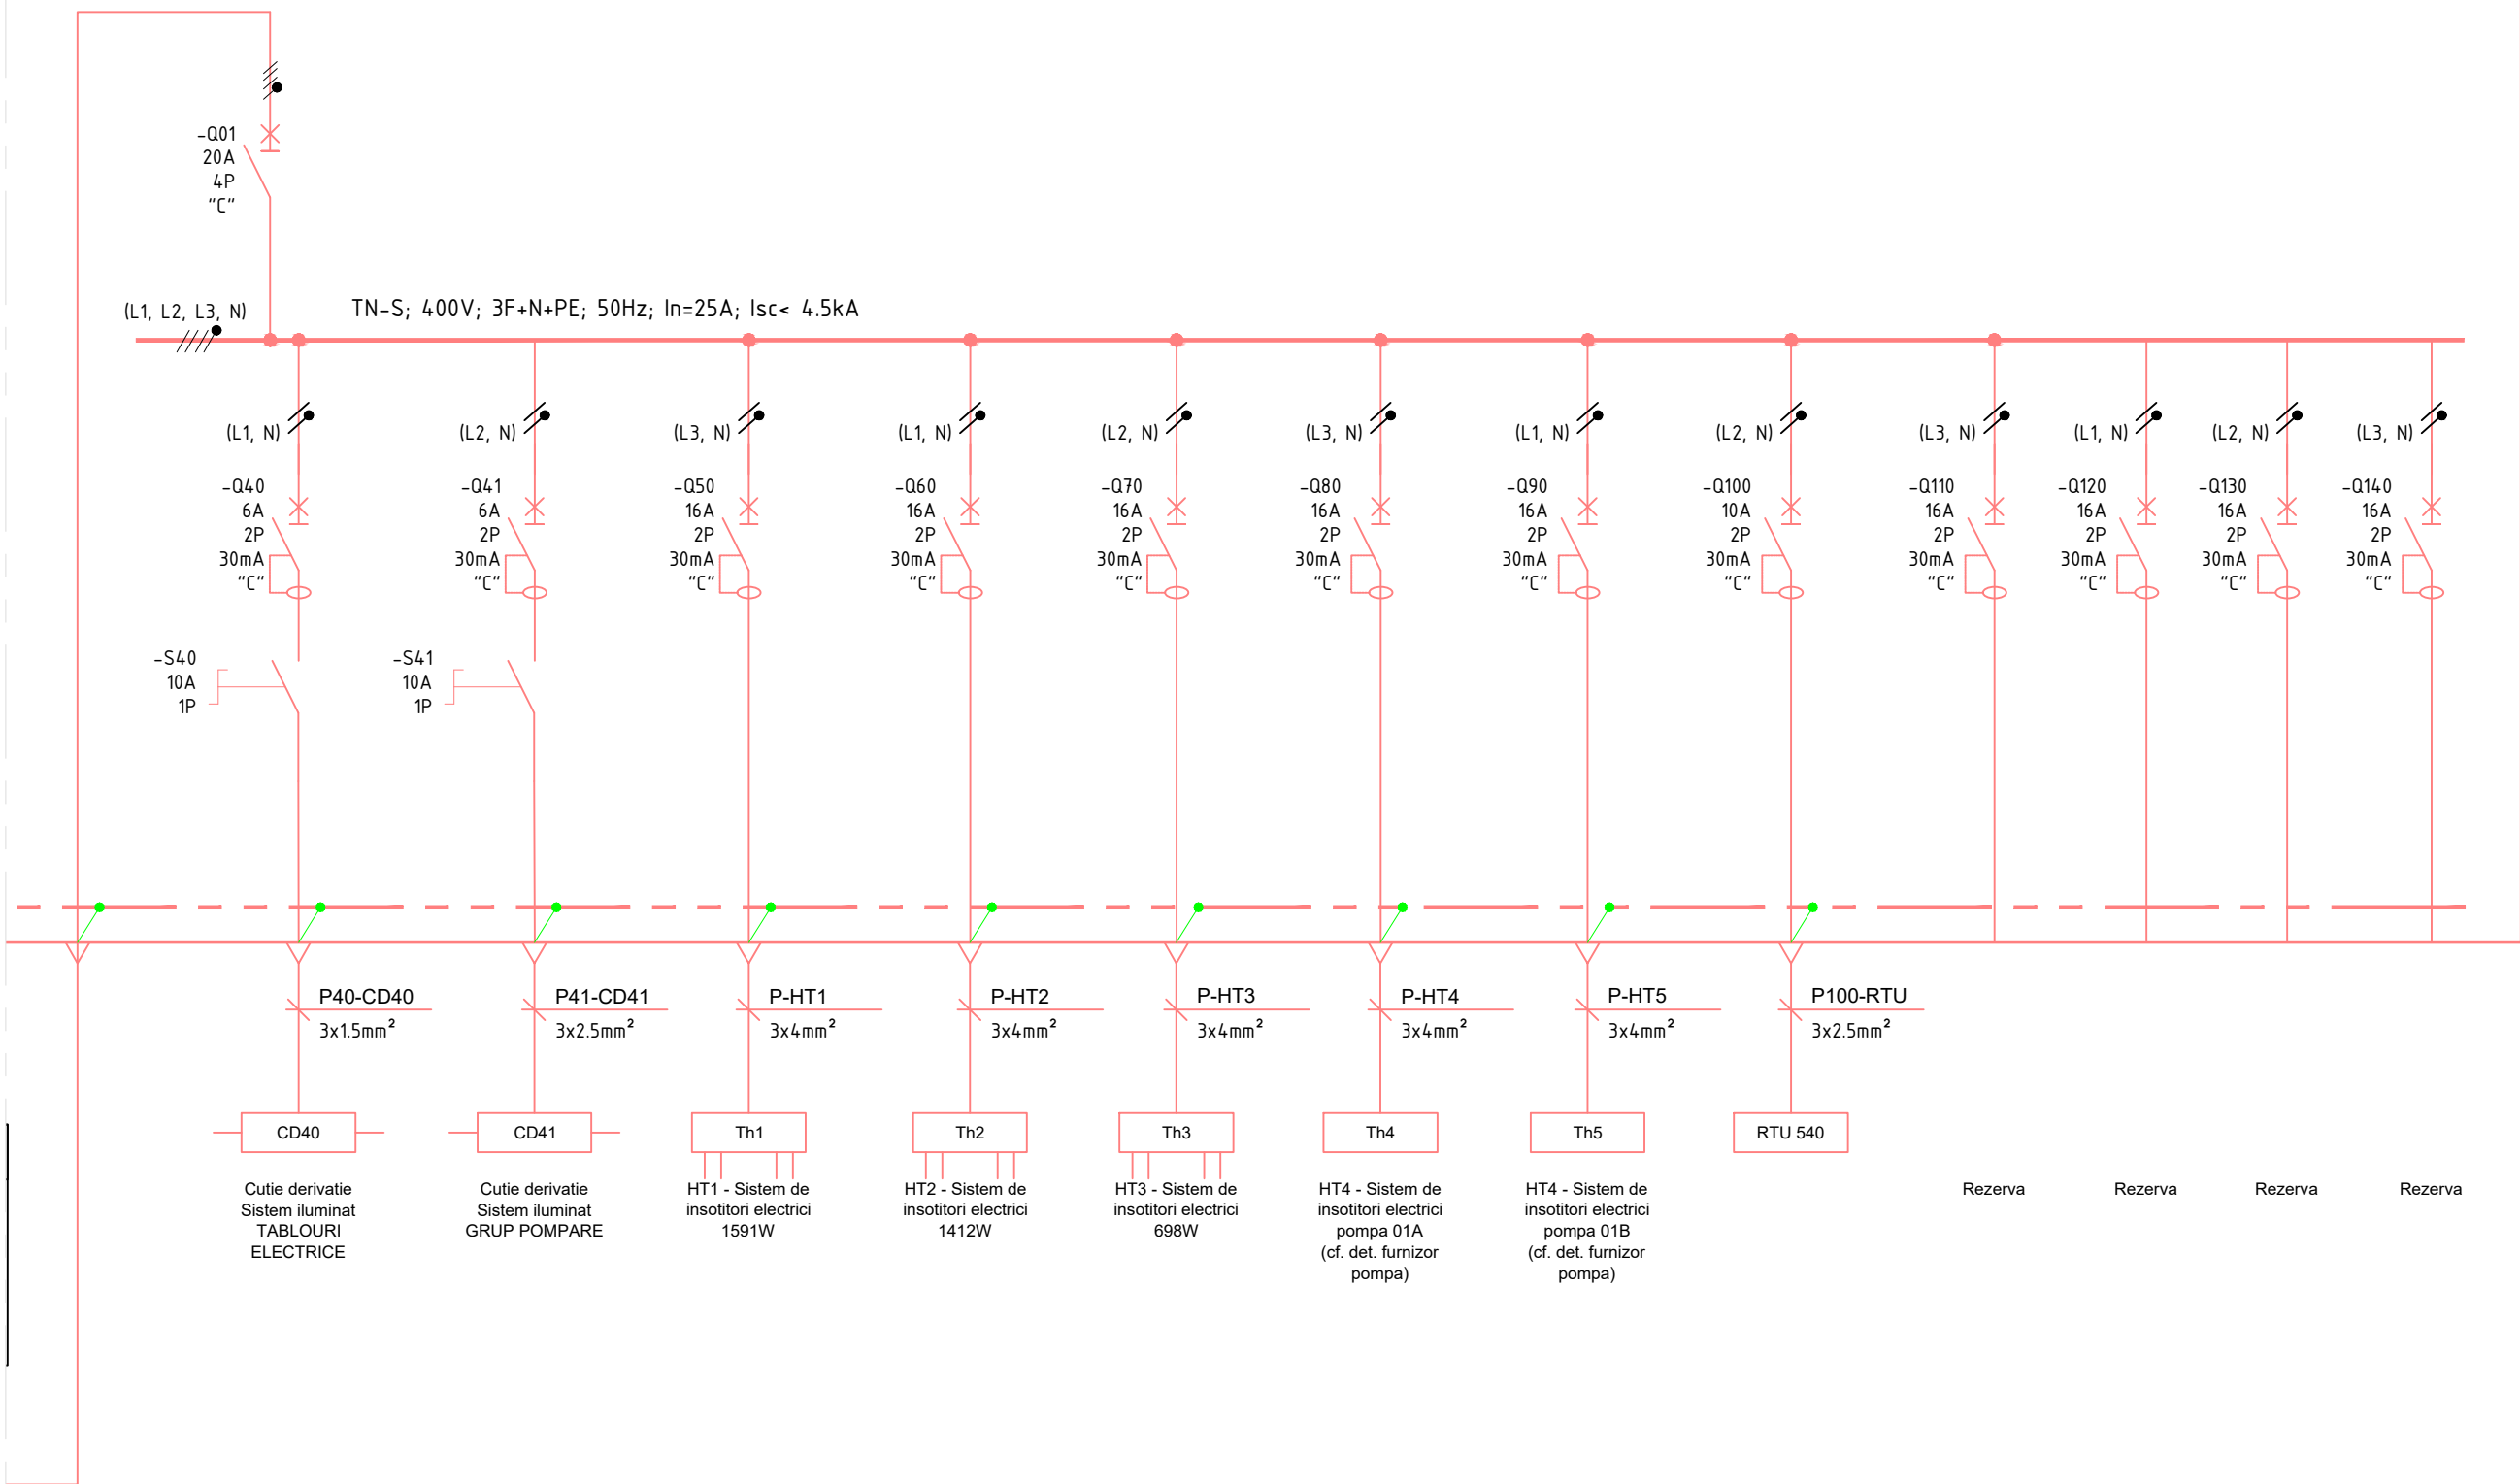 -Q01
20A
4P
"C"
(L1, L2, L3, N)
TN-S; 400V; 3F+N+PE; 50Hz; In=25A; Isc< 4.5kA
(L1, N)
(L2, N)
(L3, N)
(L1, N)
(L2, N)
(L3, N)
(L1, N)
(L2, N)
(L3, N)
(L1, N)
(L2, N)
(L3, N)
-Q40
6A
2P
30mA
"C"
-Q41
6A
2P
30mA
"C"
-Q50
16A
2P
30mA
"C"
-Q60
16A
2P
30mA
"C"
-Q70
16A
2P
30mA
"C"
-Q80
16A
2P
30mA
"C"
-Q90
16A
2P
30mA
"C"
-Q100
10A
2P
30mA
"C"
-Q110
16A
2P
30mA
"C"
-Q120
16A
2P
30mA
"C"
-Q130
16A
2P
30mA
"C"
-Q140
16A
2P
30mA
"C"
-S40
10A
1P
-S41
10A
1P
P40-CD40
3x1.5mm²
P41-CD41
3x2.5mm²
P-HT1
3x4mm²
P-HT2
3x4mm²
P-HT3
3x4mm²
P-HT4
3x4mm²
P-HT5
3x4mm²
P100-RTU
3x2.5mm²
CD40
CD41
Th1
Th2
Th3
Th4
Th5
RTU 540
Cutie derivatie
Sistem iluminat
TABLOURI
ELECTRICE
Cutie derivatie
Sistem iluminat
GRUP POMPARE
HT1 - Sistem de
insotitori electrici
1591W
HT2 - Sistem de
insotitori electrici
1412W
HT3 - Sistem de
insotitori electrici
698W
HT4 - Sistem de
insotitori electrici
pompa 01A
(cf. det. furnizor
pompa)
HT4 - Sistem de
insotitori electrici
pompa 01B
(cf. det. furnizor
pompa)
Rezerva
Rezerva
Rezerva
Rezerva